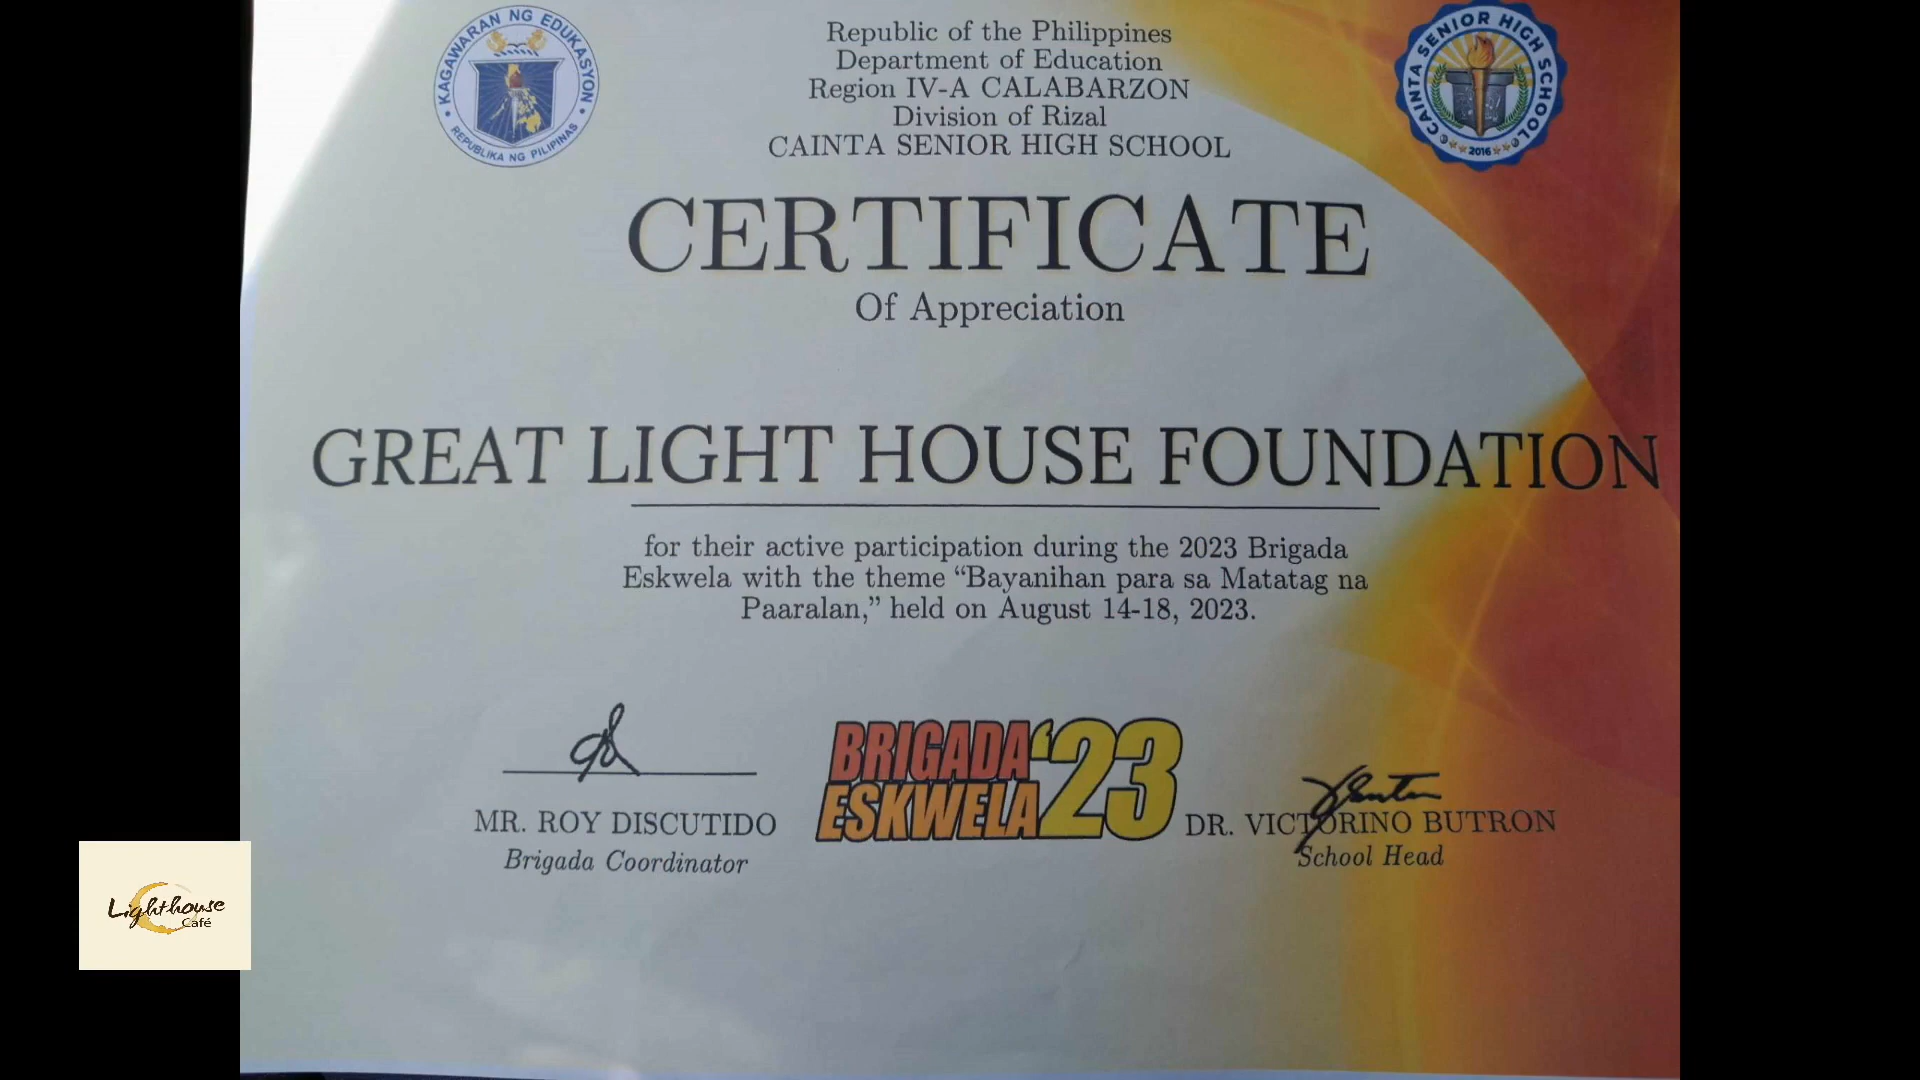 KAGAWARAN NG EDUKASYON
REPUBLIKA NG PILIPINAS
Republic of the Philippines
Department of Education
Region IV-A CALABARZON
Division of Rizal
CAINTA SENIOR HIGH SCHOOL
CAINTA SENIOR HIGH SCHOOL
2016
CERTIFICATE
Of Appreciation
GREAT LIGHT HOUSE FOUNDATION
for their active participation during the 2023 Brigada
Eskwela with the theme “Bayanihan para sa Matatag na
Paaralan,” held on August 14-18, 2023.
MR. ROY DISCUTIDO
Brigada Coordinator
BRIGADA ‘23
ESKWELA
DR. VICTORINO BUTRON
School Head
Lighthouse
Café